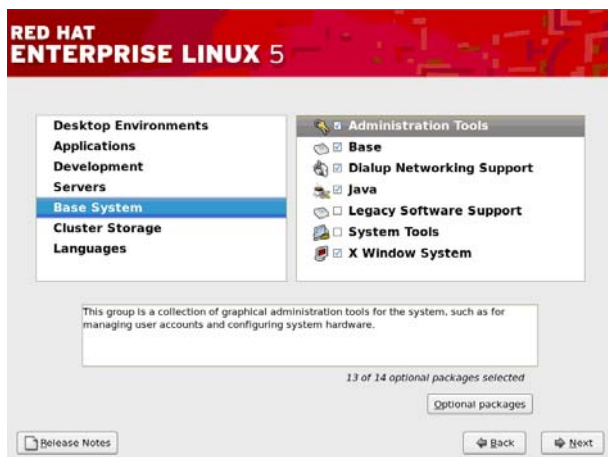 RED HAT
ENTERPRISE LINUX 5
Desktop Environments
Applications
Development
Servers
Base System
Cluster Storage
Languages
Administration Tools
Base
Dialup Networking Support
Java
Legacy Software Support
System Tools
X Window System
This group is a collection of graphical administration tools for the system, such as for
managing user accounts and configuring system hardware.
13 of 14 optional packages selected
Optional packages
Release Notes
Back
Next